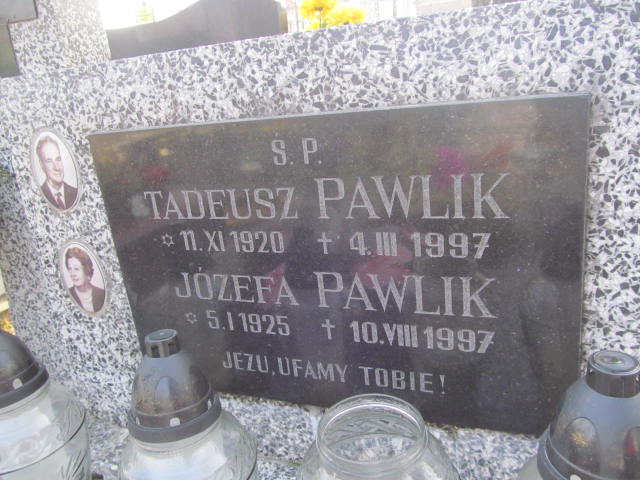 Ś. P.
TADEUSZ PAWLIK
✡ 11.XI 1920 ✝ 4.III 1997
JÓZEFA PAWLIK
✡ 5.I 1925 ✝ 10.VIII 1997
JEZU, UFAMY TOBIE!